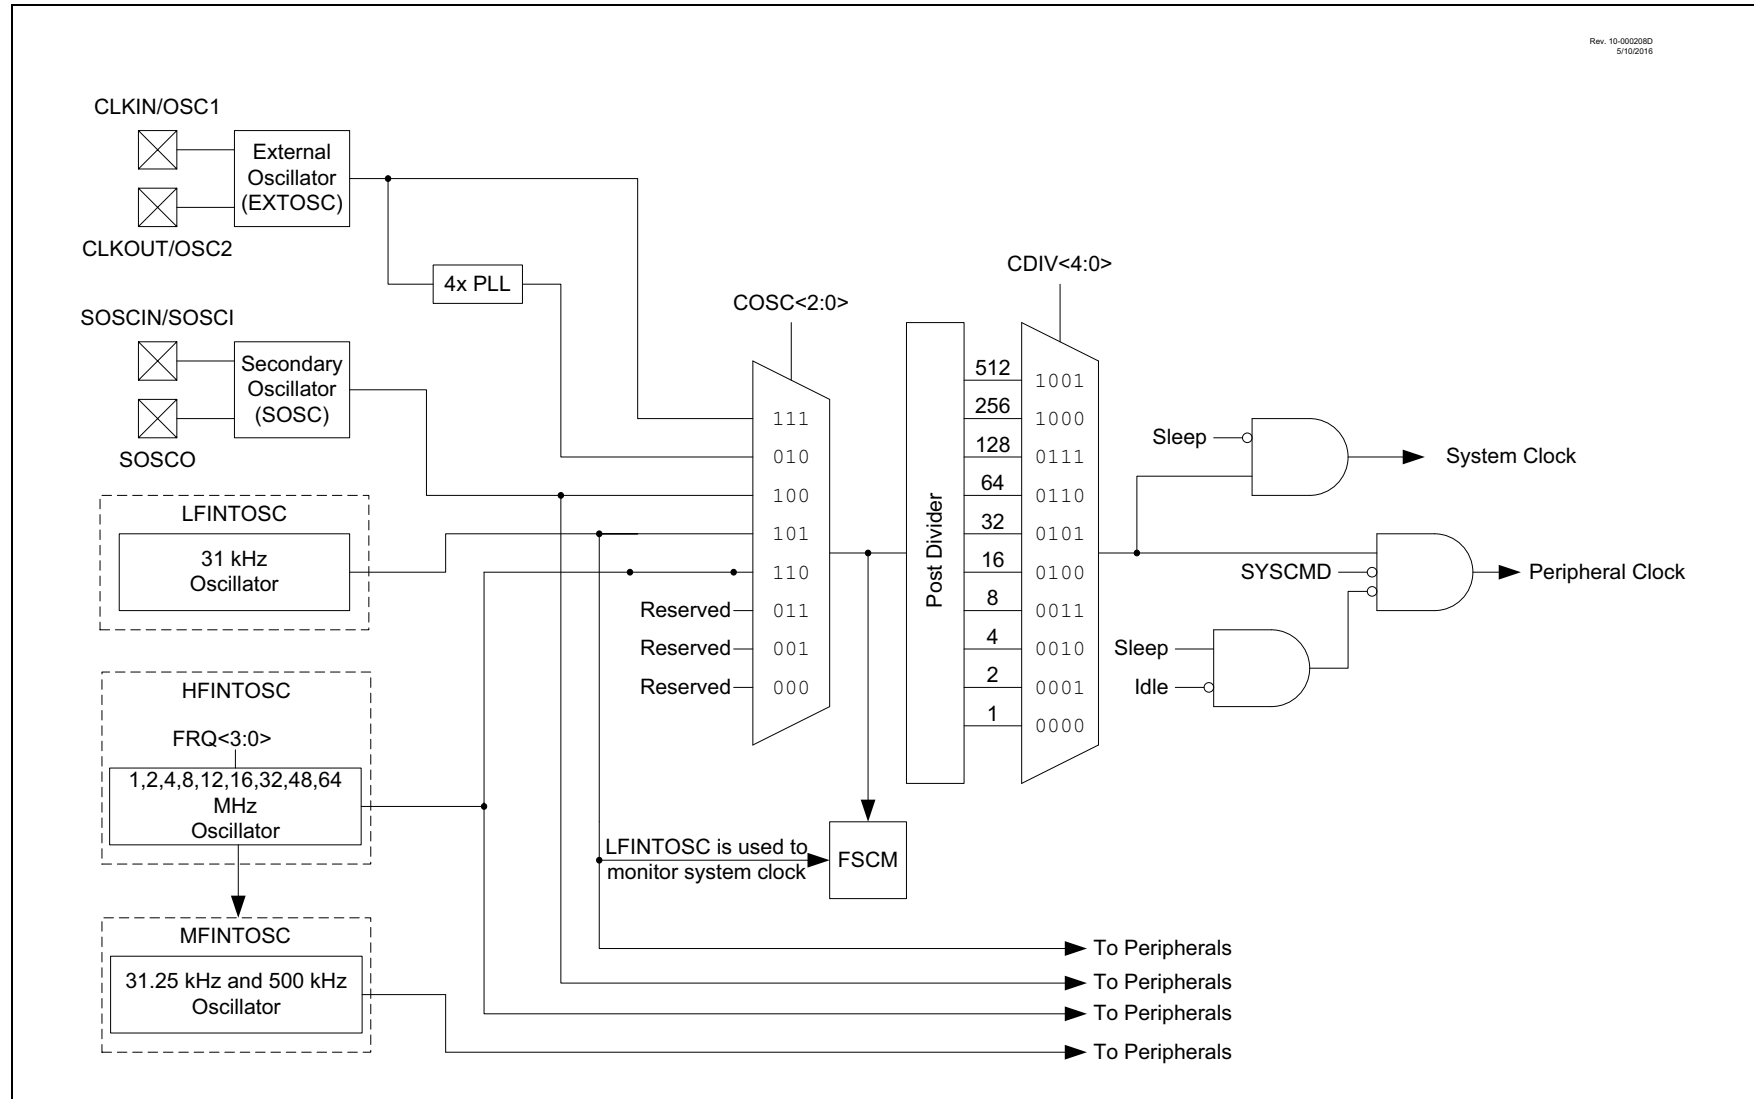 Rev. 10-000208D
5/10/2016
CLKIN/OSC1
External
Oscillator
(EXTOSC)
CLKOUT/OSC2
4x PLL
SOSCIN/SOSCI
Secondary
Oscillator
(SOSC)
SOSCO
LFINTOSC
31 kHz
Oscillator
HFINTOSC
FRQ<3:0>
1,2,4,8,12,16,32,48,64
MHz
Oscillator
MFINTOSC
31.25 kHz and 500 kHz
Oscillator
COSC<2:0>
111
010
100
101
110
Reserved 011
Reserved 001
Reserved 000
LFINTOSC is used to
monitor system clock
FSCM
Post Divider
CDIV<4:0>
512 1001
256 1000
128 0111
64 0110
32 0101
16 0100
8 0011
4 0010
2 0001
1 0000
Sleep
System Clock
SYSCMD
Peripheral Clock
Sleep
Idle
To Peripherals
To Peripherals
To Peripherals
To Peripherals